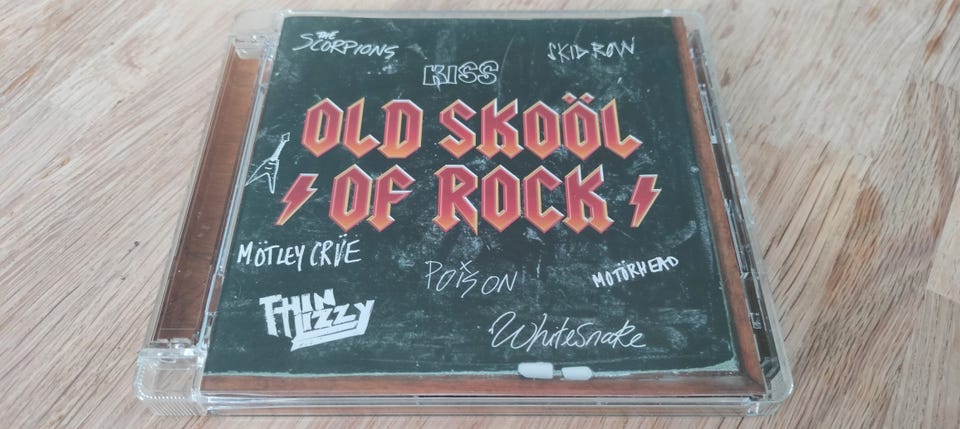 THE SCORPIONS
SKID ROW
KISS
OLD SKOÖL
OF ROCK
MÖTLEY CRÜE
POISON
MOTÖRHEAD
THIN LIZZY
Whitesnake